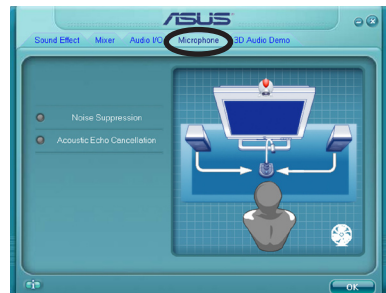 ASUS
Sound Effect Mixer Audio I/O Microphone 3D Audio Demo
Noise Suppression
Acoustic Echo Cancellation
OK